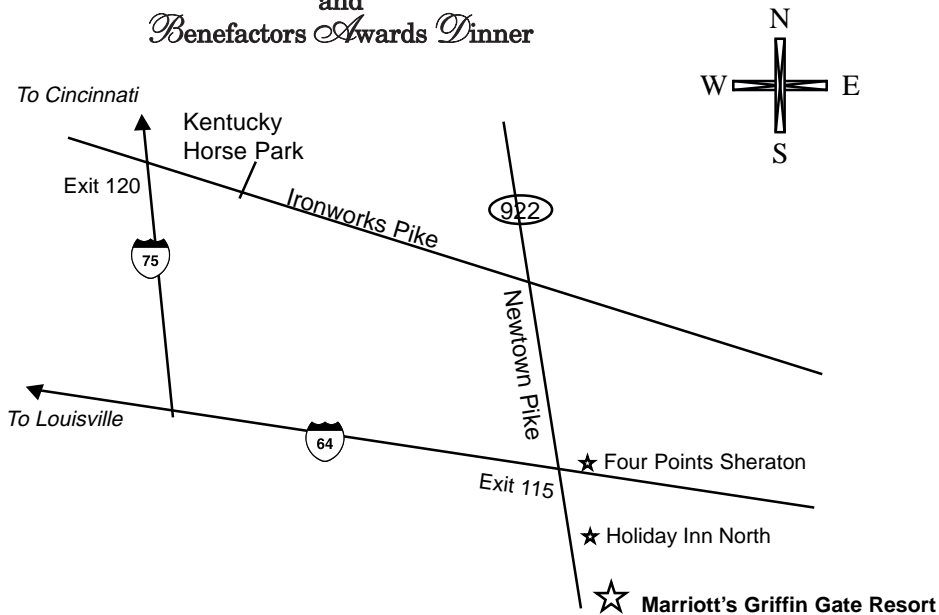 and
Benefactors Awards Dinner
N
W E
S
To Cincinnati
Kentucky
Horse Park
Exit 120
Ironworks Pike
922
75
Newtown Pike
To Louisville
64
Four Points Sheraton
Exit 115
Holiday Inn North
Marriott's Griffin Gate Resort